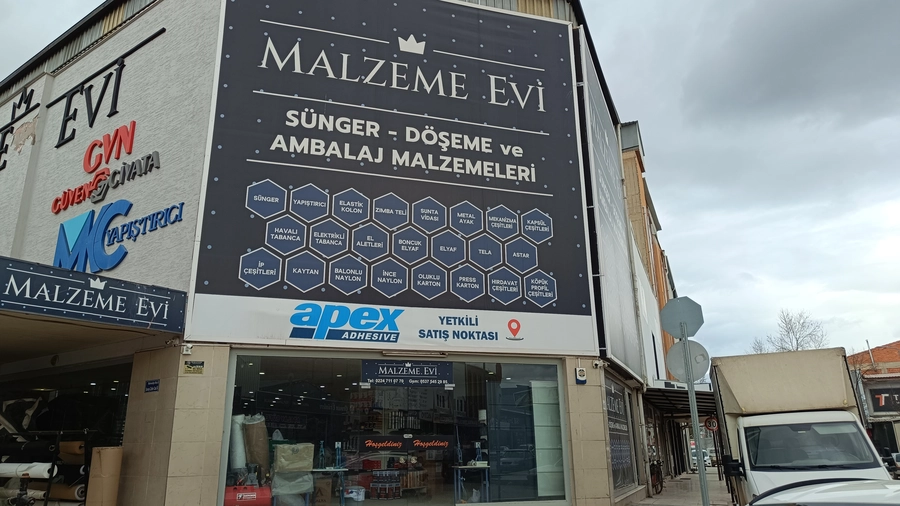 MALZEME EVİ
SÜNGER - DÖŞEME ve
AMBALAJ MALZEMELERİ
SÜNGER
YAPIŞTIRICI
ELASTİK KOLON
ZIMBA TELİ
SUNTA VİDASI
METAL AYAK
MEKANİZMA ÇEŞİTLERİ
KAPSÜL ÇEŞİTLERİ
HAVALI TABANCA
ELEKTRİKLİ TABANCA
EL ALETLERİ
BONCUK ELYAF
ELYAF
TELA
ASTAR
İP ÇEŞİTLERİ
KAYTAN
BALONLU NAYLON
İNCE NAYLON
OLUKLU KARTON
PRESS KARTON
HIRDAVAT ÇEŞİTLERİ
KÖPÜK PROFİL ÇEŞİTLERİ
apex
ADHESIVE
YETKİLİ
SATIŞ NOKTASI
EVİ
GVN
GÜVEN CİVATA
MC YAPIŞTIRICI
MALZEME EVİ
MALZEME EVİ
Hoşgeldiniz Hoşgeldiniz